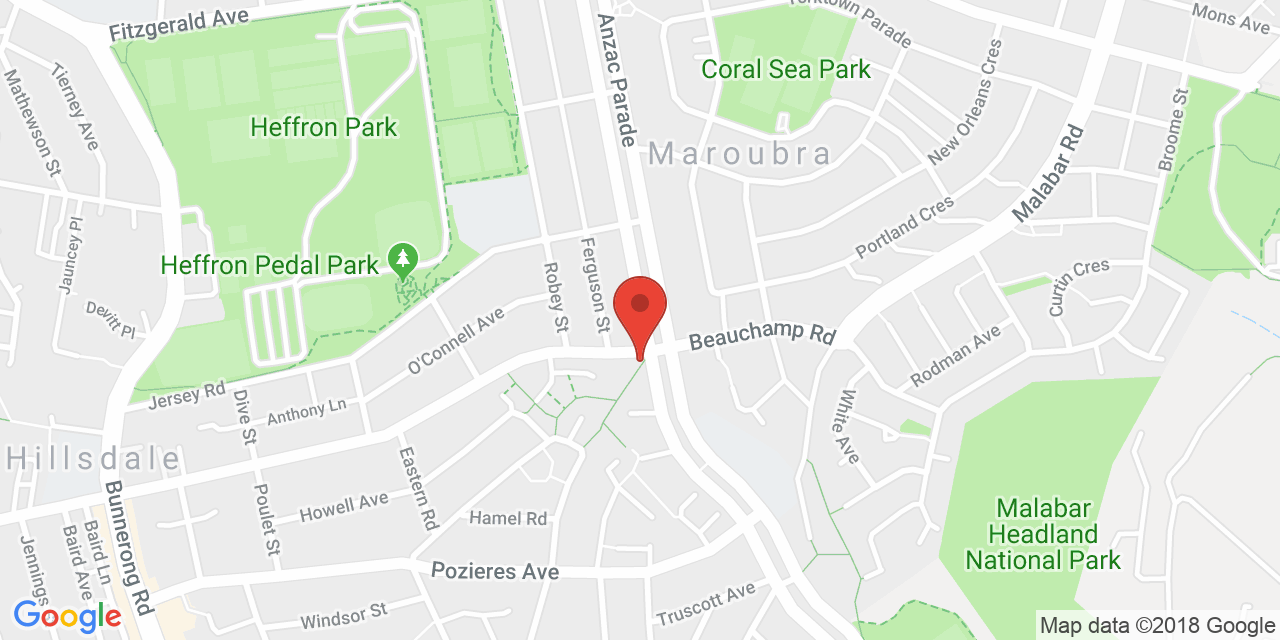 Fitzgerald Ave
Anzac Parade
Yorktown Parade
Mons Ave
Coral Sea Park
Tierney Ave
Mathewson St
Heffron Park
Maroubra
New Orleans Cres
Broome St
Malabar Rd
Jauncey Pl
Portland Cres
Heffron Pedal Park
Ferguson St
Robey St
Curtin Cres
Devitt Pl
O'Connell Ave
Beauchamp Rd
Rodman Ave
Jersey Rd
Anthony Ln
Dive St
White Ave
Hillsdale
Eastern Rd
Bunnerong Rd
Poulet St
Howell Ave
Hamel Rd
Malabar
Headland
National Park
Baird Ln
Baird Ave
Jennings
Pozieres Ave
Windsor St
Truscott Ave
Google
Map data ©2018 Google